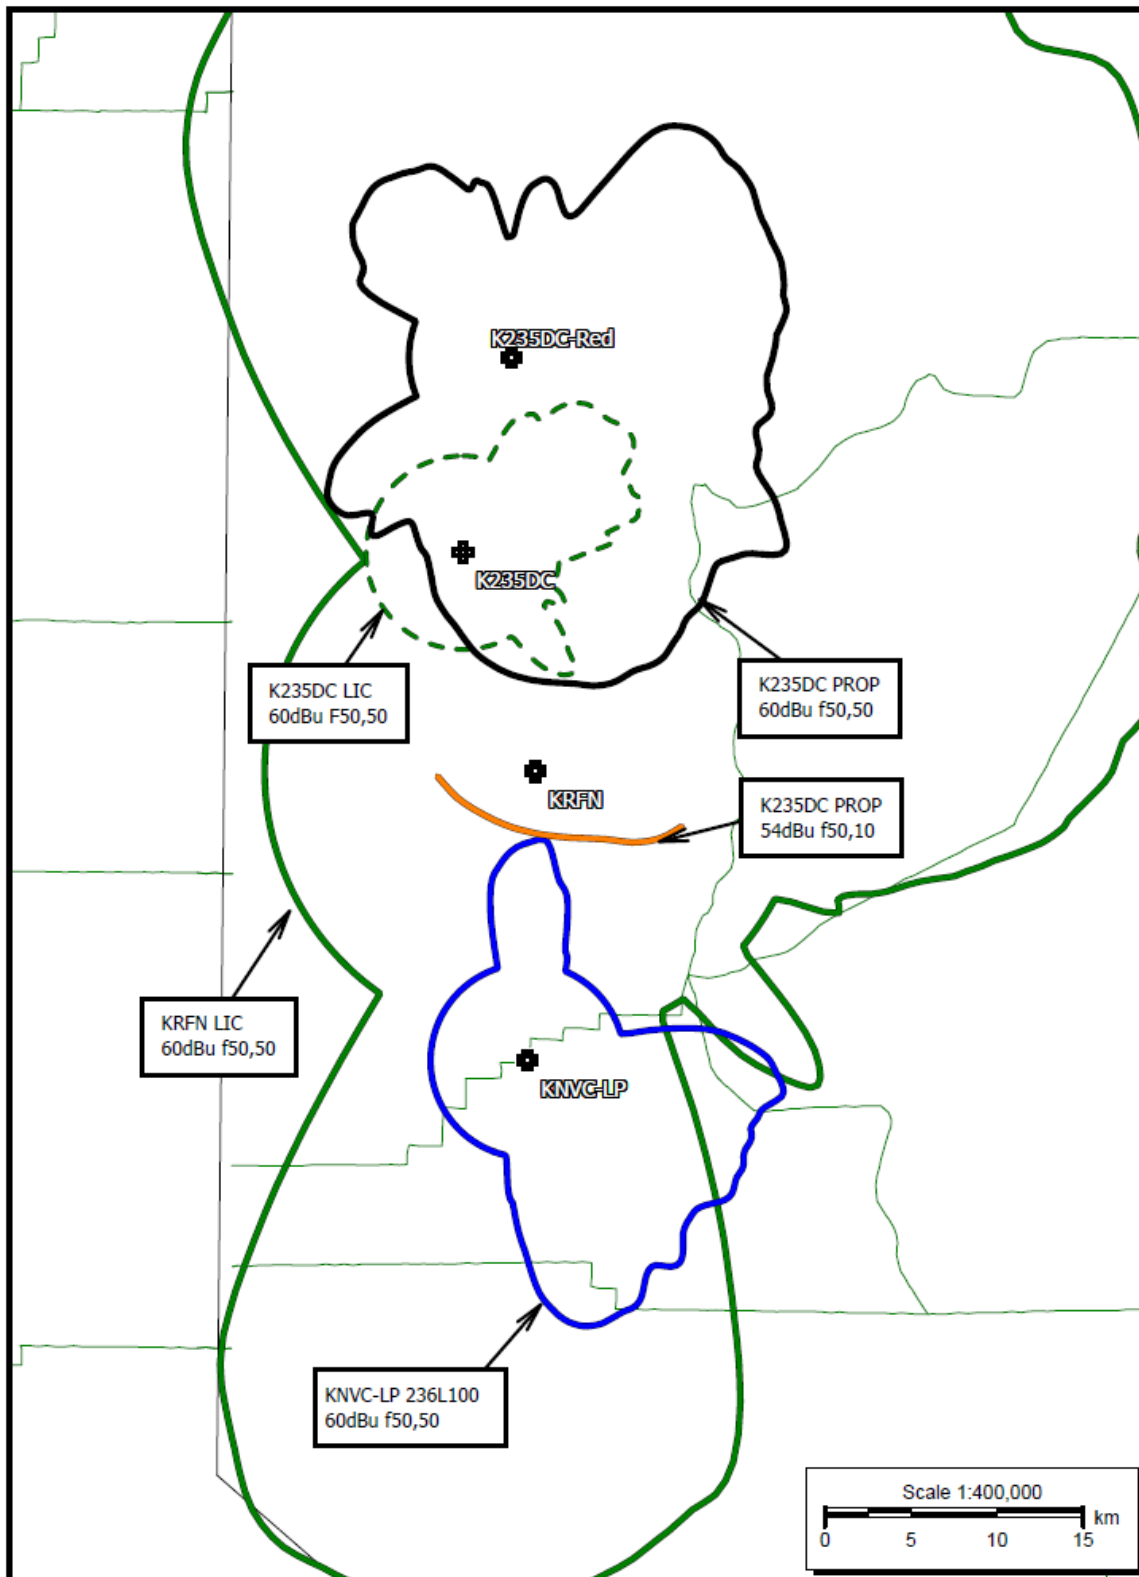 K235DC-Red
K235DC
K235DC LIC
60dBu F50,50
K235DC PROP
60dBu f50,50
KRFN
K235DC PROP
54dBu f50,10
KRFN LIC
60dBu f50,50
KNVC-LP
KNVC-LP 236L100
60dBu f50,50
Scale 1:400,000
km
0 5 10 15